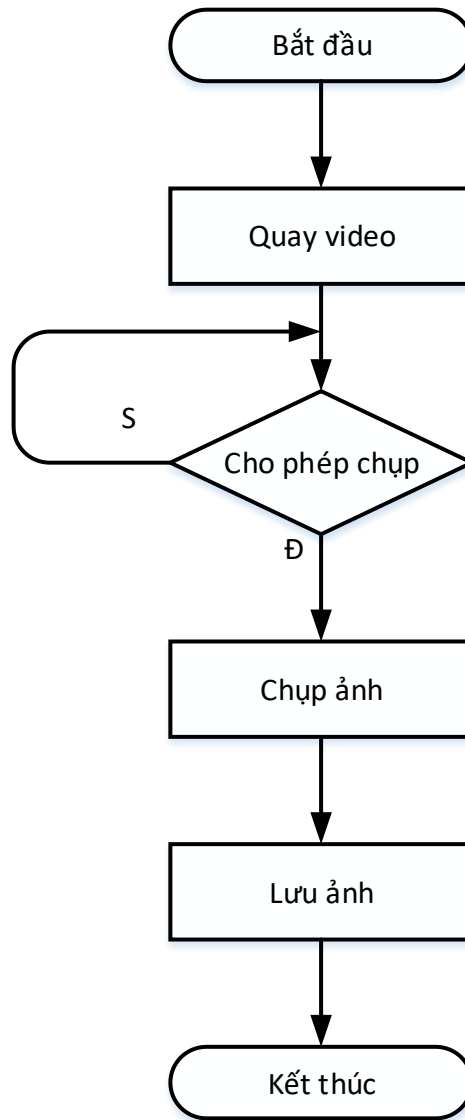 Bắt đầu
Quay video
S
Cho phép chụp
Đ
Chụp ảnh
Lưu ảnh
Kết thúc